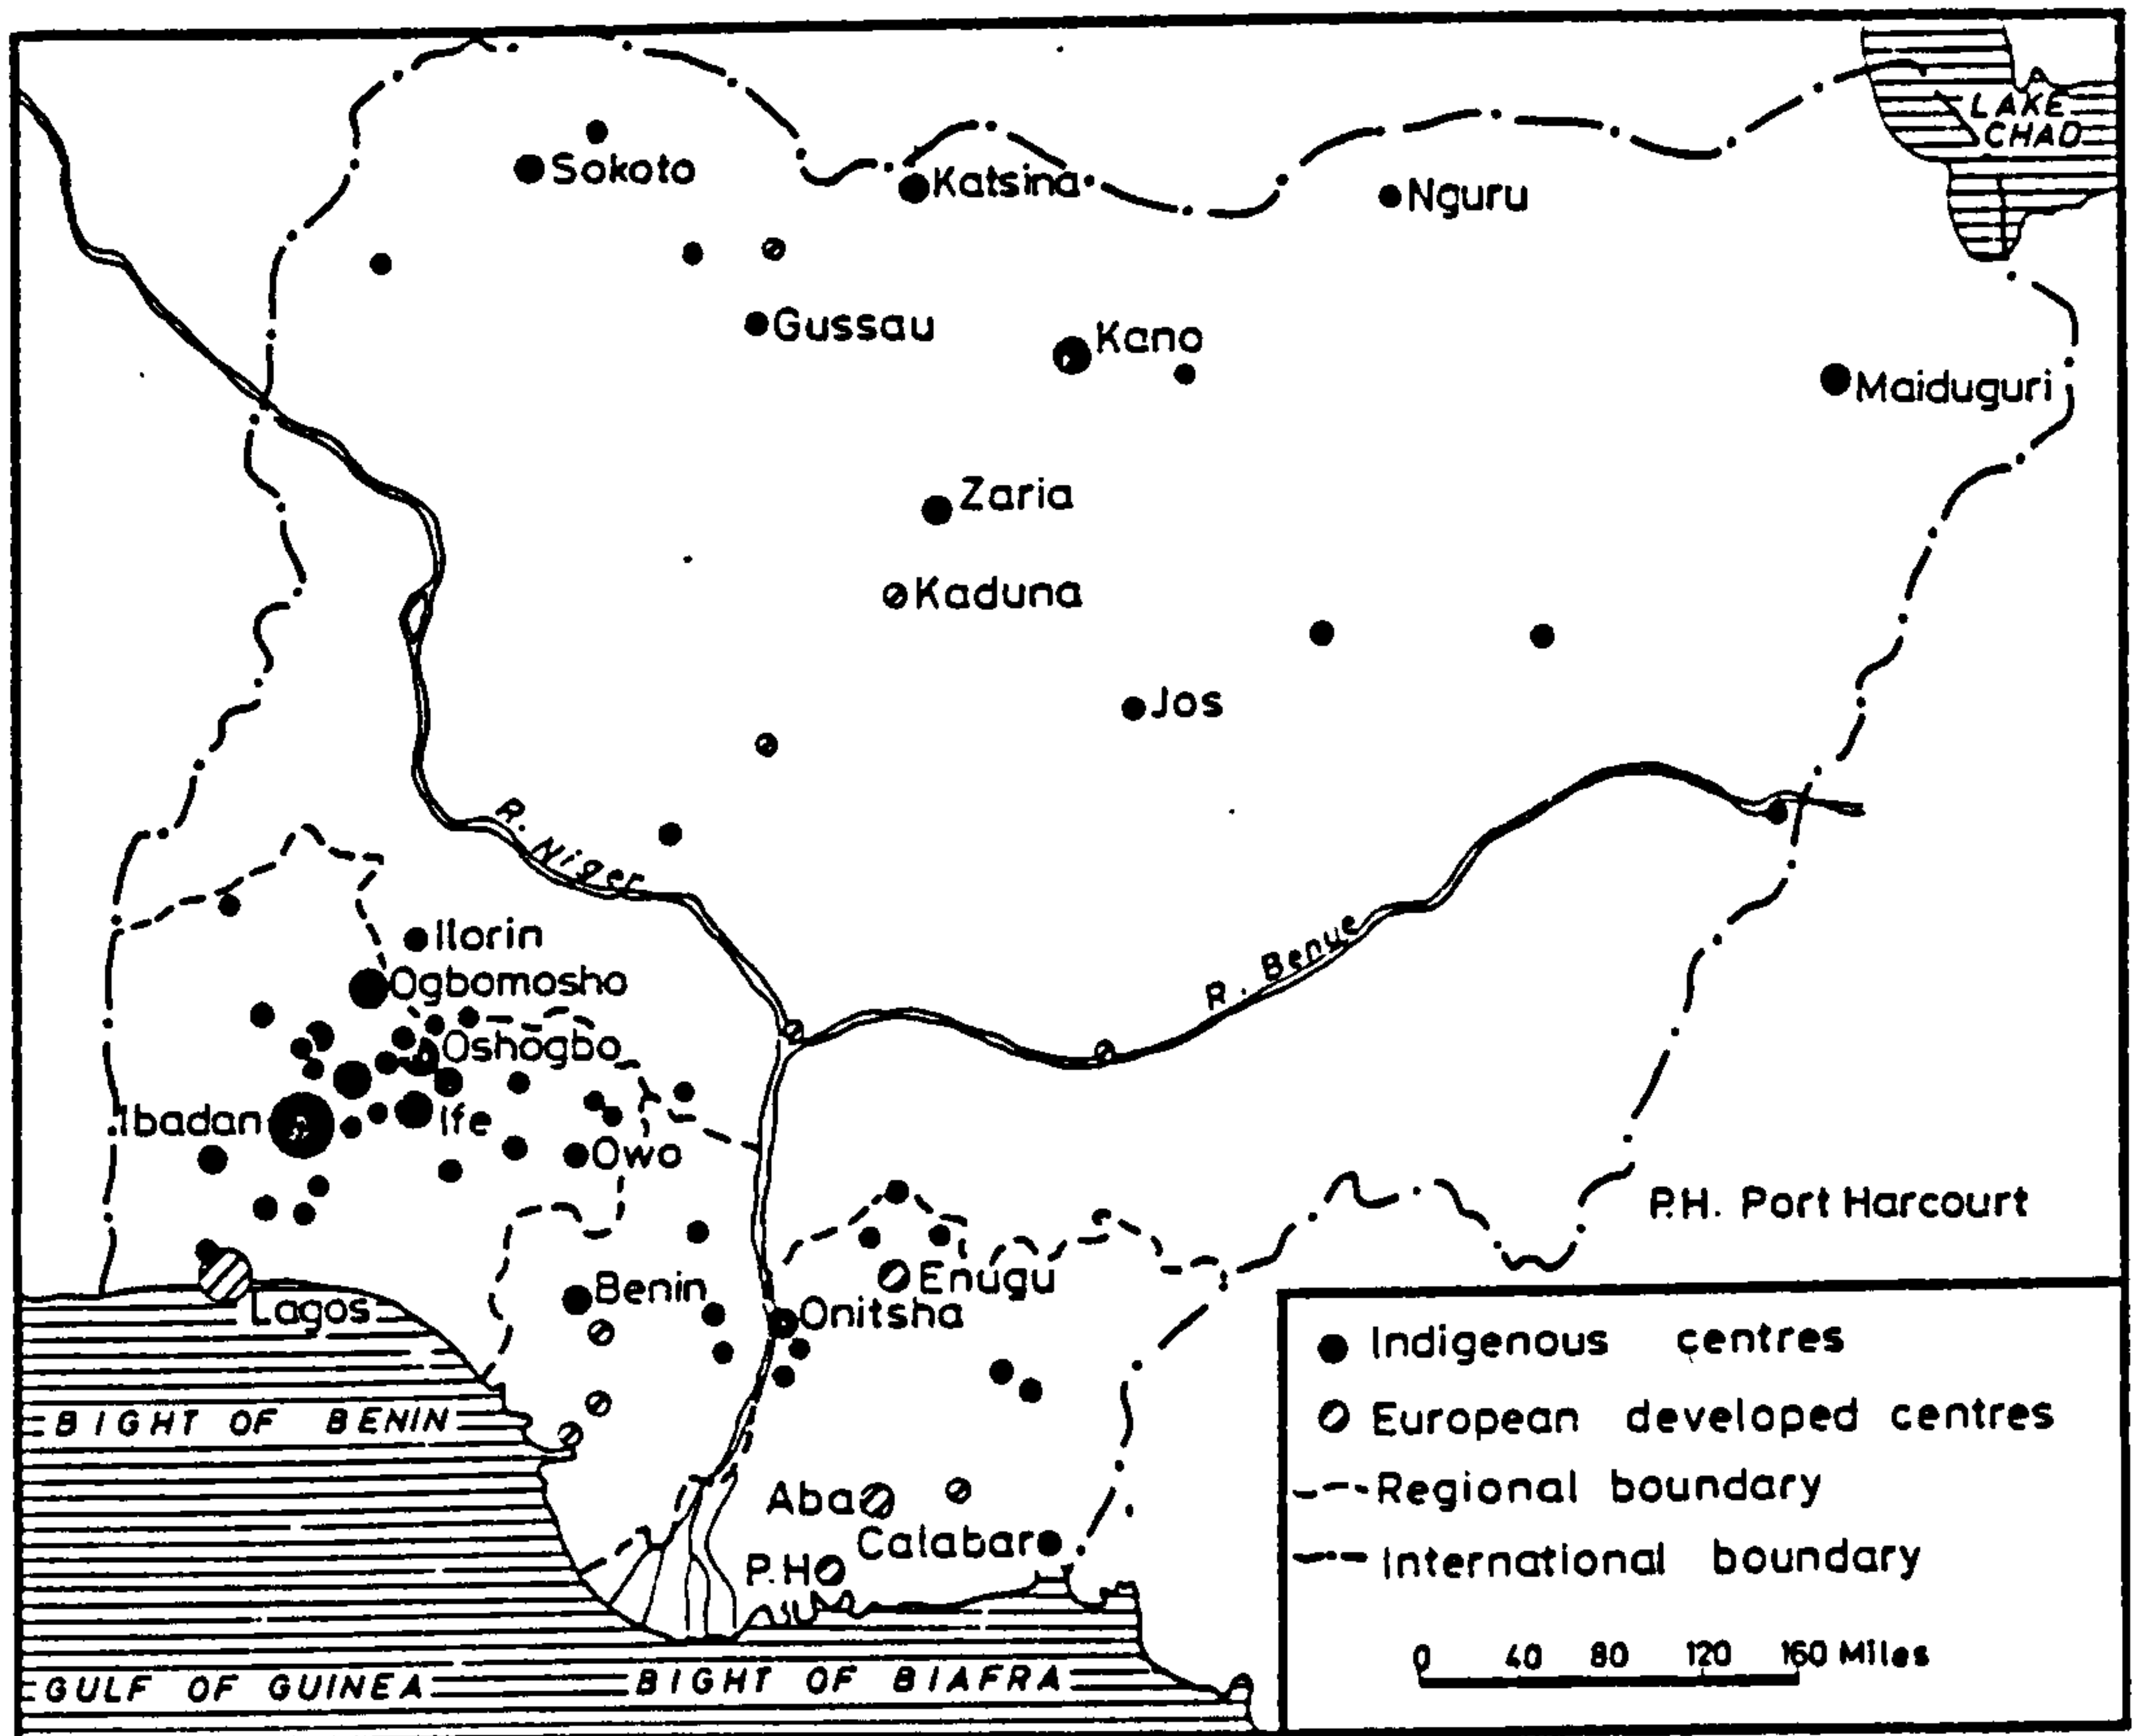 LAKE
CHAD
Sokoto
Katsina
Nguru
Gussau
Kano
Maiduguri
Zaria
Kaduna
Jos
R. Niger
Ilorin
Ogbomosho
R. Benue
Oshogbo
Ibadan
Ife
Owo
P.H. Port Harcourt
Enugu
Benin
Onitsha
Lagos
Indigenous centres
BIGHT OF BENIN
European developed centres
Aba
Regional boundary
Calabar
P.H
International boundary
0 40 80 120 160 Miles
GULF OF GUINEA
BIGHT OF BIAFRA